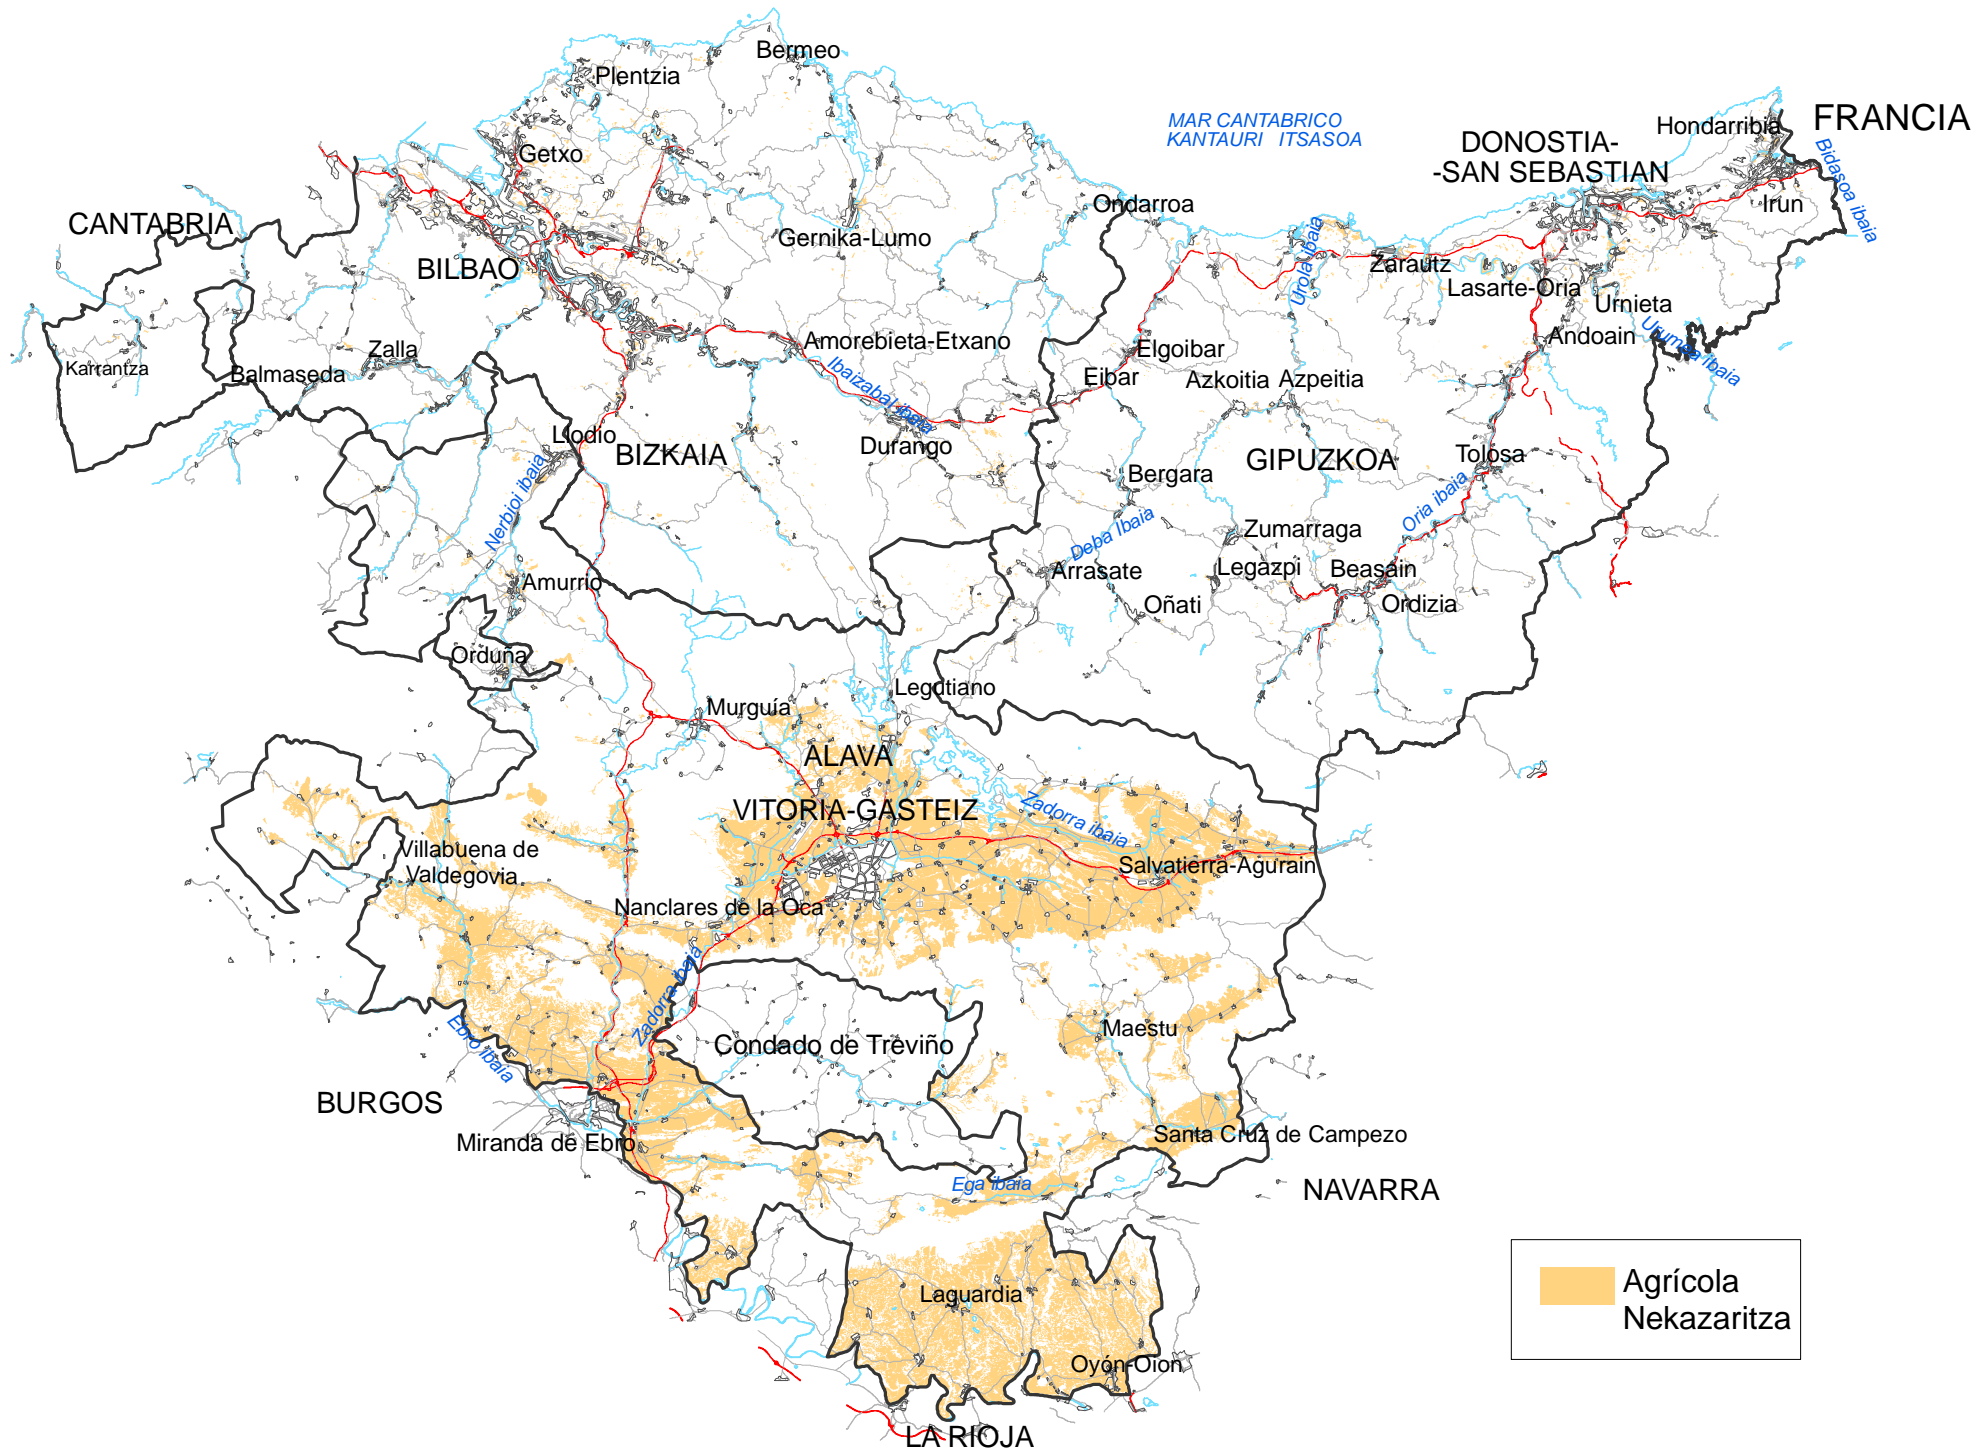 Bermeo
Plentzia
MAR CANTABRICO
KANTAURI ITSASOA
FRANCIA
Hondarribia
DONOSTIA-
-SAN SEBASTIAN
Bidasoa ibaia
Irun
Getxo
Ondarroa
CANTABRIA
Gernika-Lumo
BILBAO
Urola Ibaia
Zarautz
Lasarte-Oria
Urnieta
Urumea Ibaia
Andoain
Karrantza
Zalla
Balmaseda
Amorebieta-Etxano
Ibaizabal ibaia
Elgoibar
Eibar
Azkoitia
Azpeitia
Llodio
BIZKAIA
Durango
GIPUZKOA
Tolosa
Bergara
Nerbioi ibaia
Oria ibaia
Deba Ibaia
Zumarraga
Arrasate
Legazpi
Beasain
Amurrio
Oñati
Ordizia
Orduña
Legutiano
Murguía
ALAVA
VITORIA-GASTEIZ
Zadorra ibaia
Villabuena de
Valdegovia
Salvatierra-Agurain
Nanclares de la Oca
Zadorra ibaia
Ebro ibaia
Condado de Treviño
Maestu
BURGOS
Miranda de Ebro
Santa Cruz de Campezo
Ega ibaia
NAVARRA
Laguardia
Oyón-Oion
LA RIOJA
Agrícola
Nekazaritza